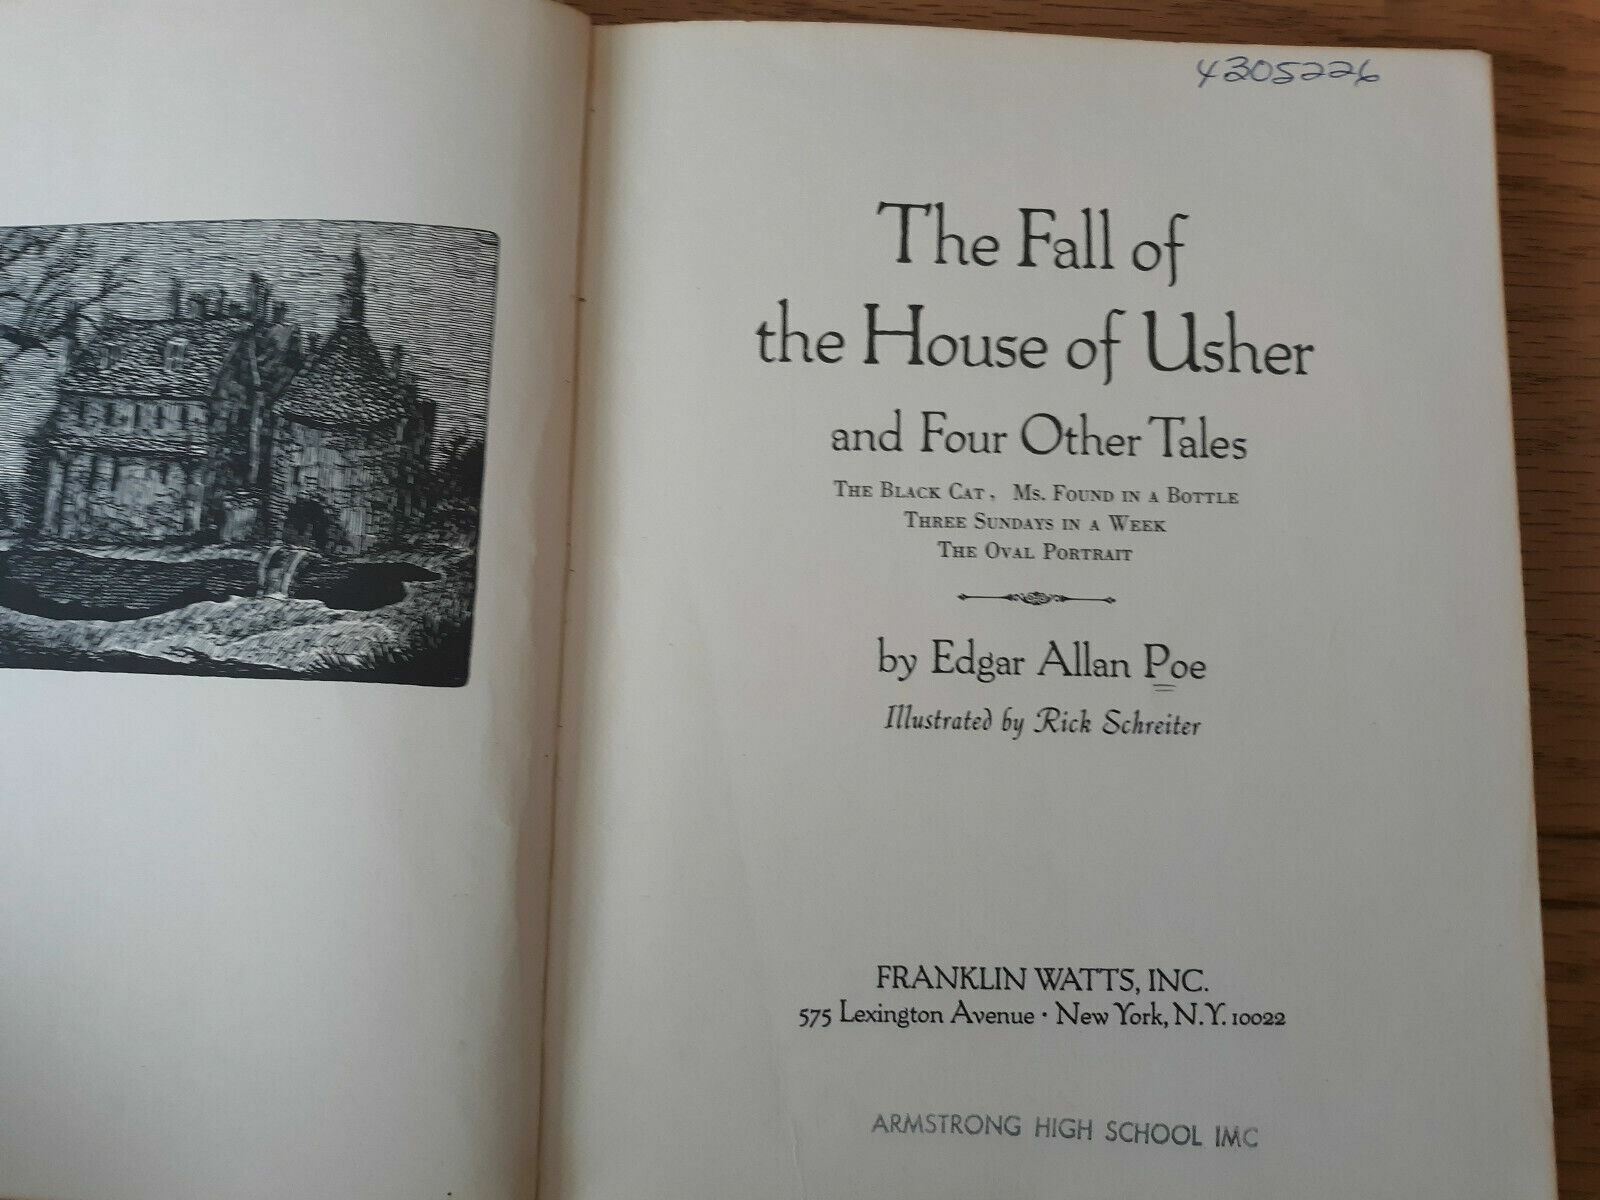 4305226
The Fall of
the House of Usher
and Four Other Tales
THE BLACK CAT, MS. FOUND IN A BOTTLE
THREE SUNDAYS IN A WEEK
THE OVAL PORTRAIT
by Edgar Allan Poe
Illustrated by Rick Schreiter
FRANKLIN WATTS, INC.
575 Lexington Avenue · New York, N.Y. 10022
ARMSTRONG HIGH SCHOOL IMC